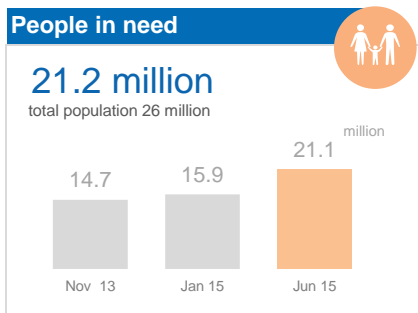 People in need
21.2 million
total population 26 million
million
21.1
15.9
14.7
Nov 13
Jan 15
Jun 15